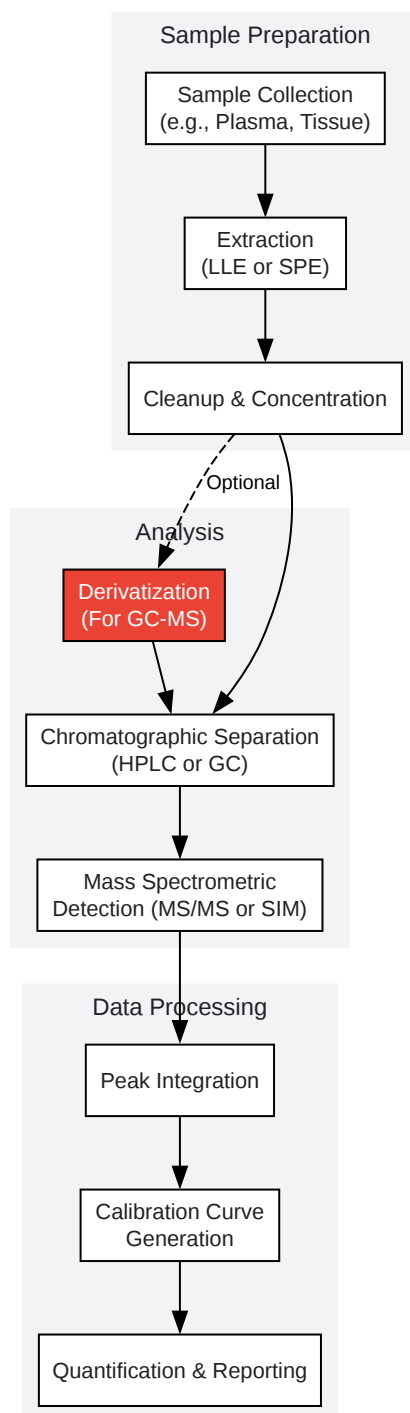 Sample Preparation
Sample Collection
(e.g., Plasma, Tissue)
Extraction
(LLE or SPE)
Cleanup & Concentration
Optional
Analysis
Derivatization
(For GC-MS)
Chromatographic Separation
(HPLC or GC)
Mass Spectrometric
Detection (MS/MS or SIM)
Data Processing
Peak Integration
Calibration Curve
Generation
Quantification & Reporting